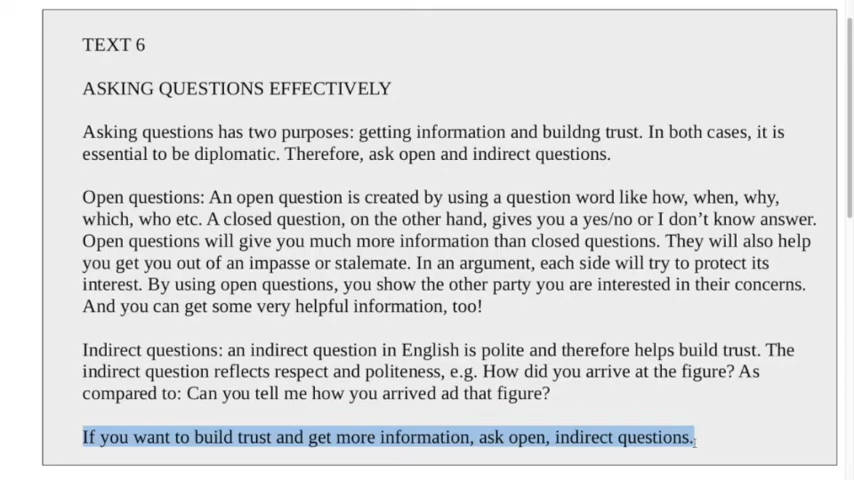 TEXT 6
ASKING QUESTIONS EFFECTIVELY
Asking questions has two purposes: getting information and buildng trust. In both cases, it is
essential to be diplomatic. Therefore, ask open and indirect questions.
Open questions: An open question is created by using a question word like how, when, why,
which, who etc. A closed question, on the other hand, gives you a yes/no or I don’t know answer.
Open questions will give you much more information than closed questions. They will also help
you get you out of an impasse or stalemate. In an argument, each side will try to protect its
interest. By using open questions, you show the other party you are interested in their concerns.
And you can get some very helpful information, too!
Indirect questions: an indirect question in English is polite and therefore helps build trust. The
indirect question reflects respect and politeness, e.g. How did you arrive at the figure? As
compared to: Can you tell me how you arrived ad that figure?
If you want to build trust and get more information, ask open, indirect questions.